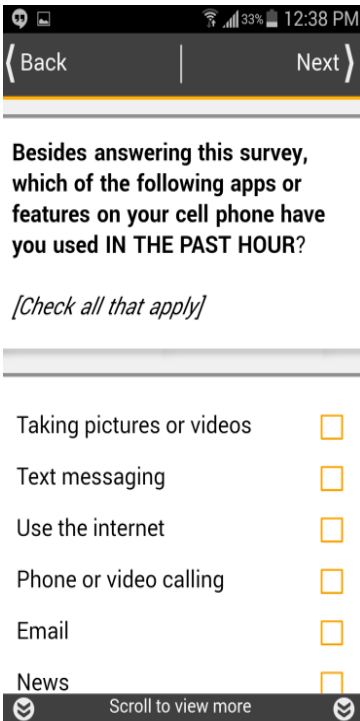 33% 12:38 PM
Back Next
Besides answering this survey,
which of the following apps or
features on your cell phone have
you used IN THE PAST HOUR?
[Check all that apply]
Taking pictures or videos
Text messaging
Use the internet
Phone or video calling
Email
News
Scroll to view more